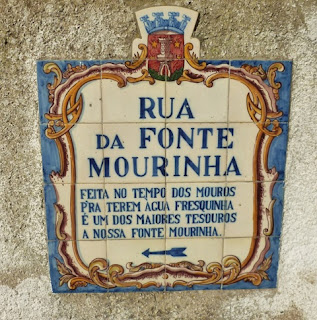 RUA
DA FONTE
MOURINHA
FEITA NO TEMPO DOS MOUROS
P'RA TEREM ÁGUA FRESQUINHA
É UM DOS MAIORES TESOUROS
A NOSSA FONTE MOURINHA.